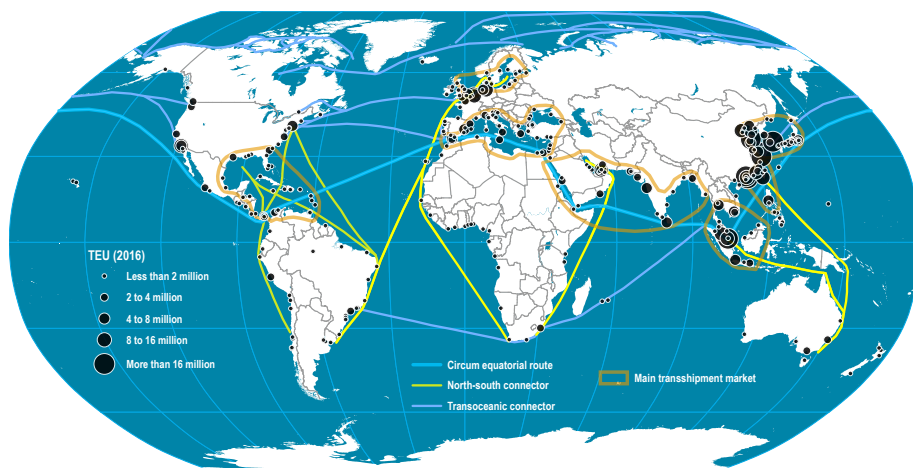 TEU (2016)
Less than 2 million
2 to 4 million
4 to 8 million
8 to 16 million
More than 16 million
Circum equatorial route
North-south connector
Transoceanic connector
Main transshipment market